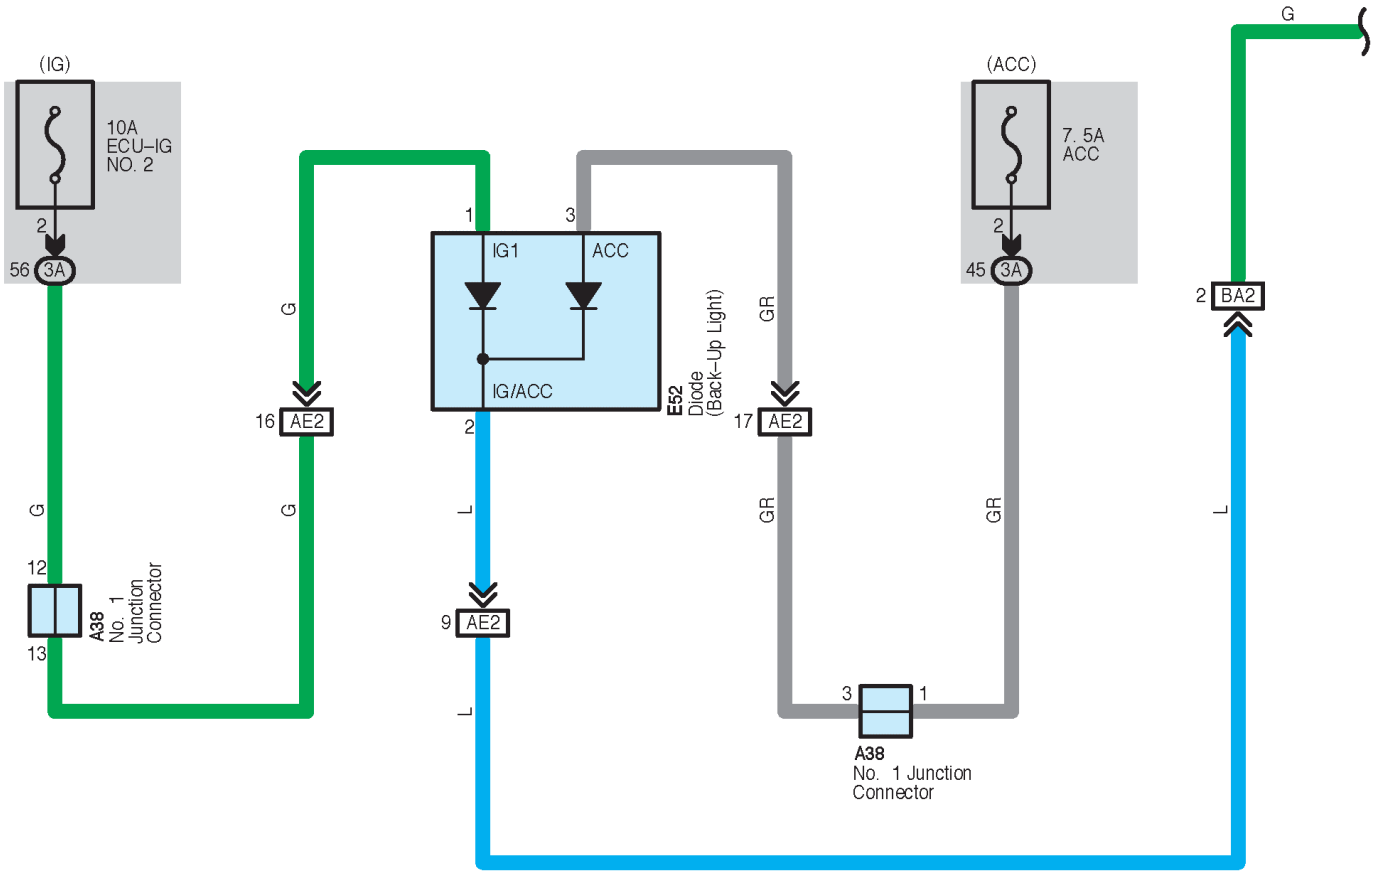 G
(IG)
(ACC)
10A
ECU–IG
NO. 2
7. 5A
ACC
2
56
3A
1
3
IG1
ACC
IG/ACC
2
45
3A
2
BA2
G
GR
E52
Diode
(Back–Up Light)
16
AE2
2
17
AE2
G
G
L
GR
GR
L
12
13
A38
No. 1
Junction
Connector
9
AE2
L
3
1
A38
No. 1 Junction
Connector